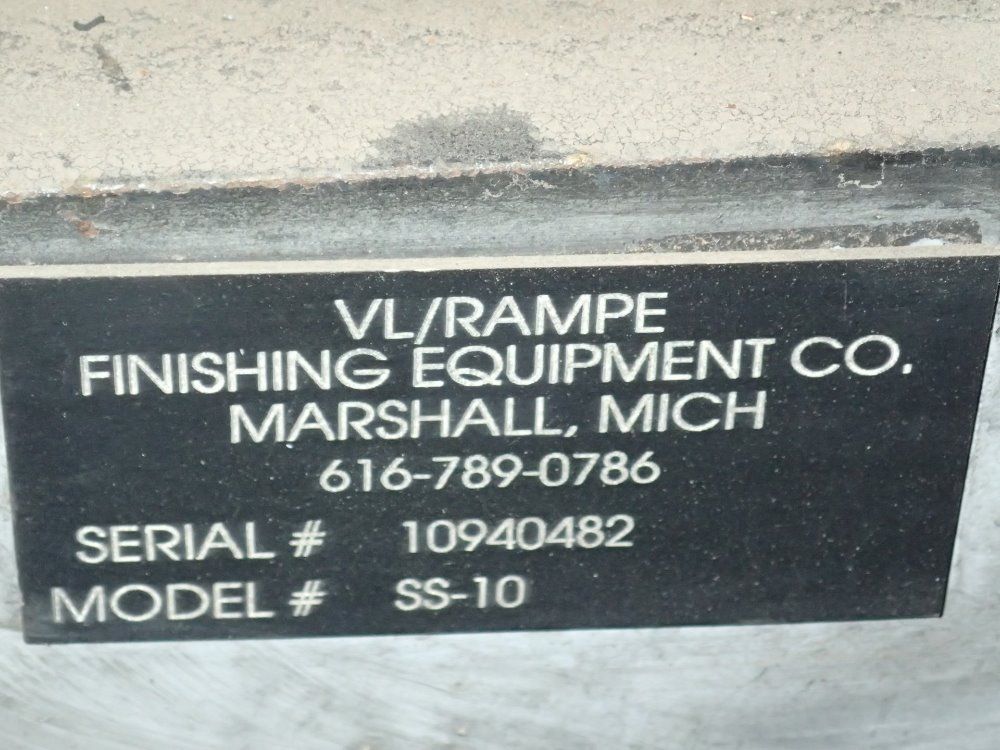 VL/RAMPE
FINISHING EQUIPMENT CO.
MARSHALL, MICH
616-789-0786
SERIAL # 10940482
MODEL # SS-10